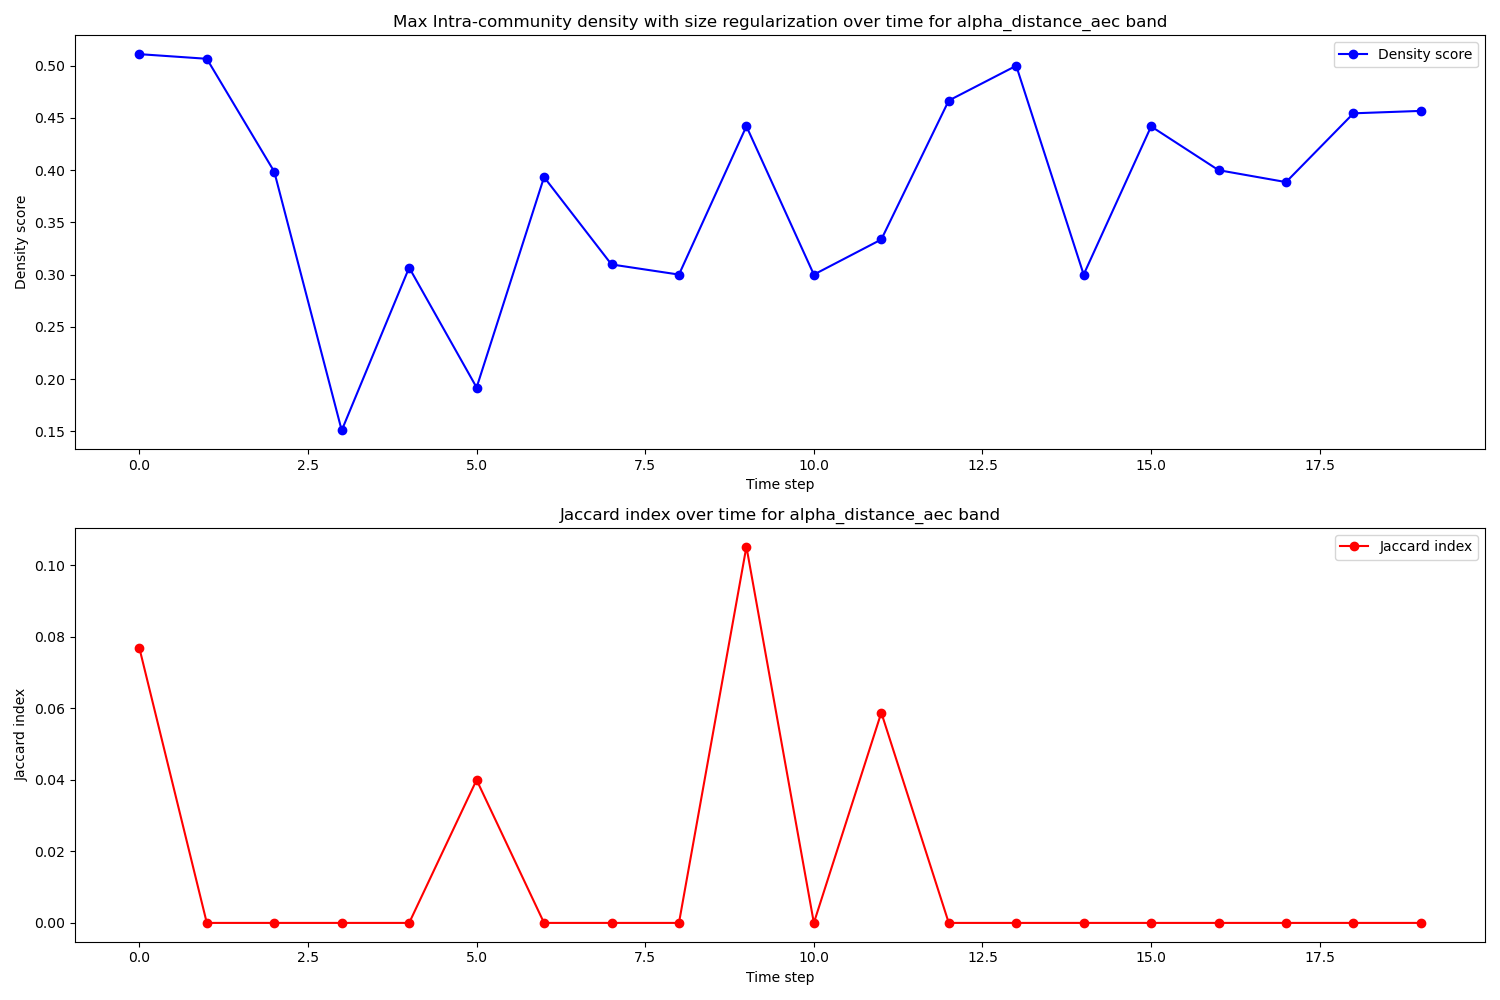 Max Intra-community density with size regularization over time for alpha_distance_aec band
Density score
0.50
0.45
0.40
0.35
0.30
0.25
0.20
0.15
Density score
0.0 2.5 5.0 7.5 10.0 12.5 15.0 17.5
Time step
Jaccard index over time for alpha_distance_aec band
Jaccard index
0.10
0.08
0.06
0.04
0.02
0.00
Jaccard index
0.0 2.5 5.0 7.5 10.0 12.5 15.0 17.5
Time step